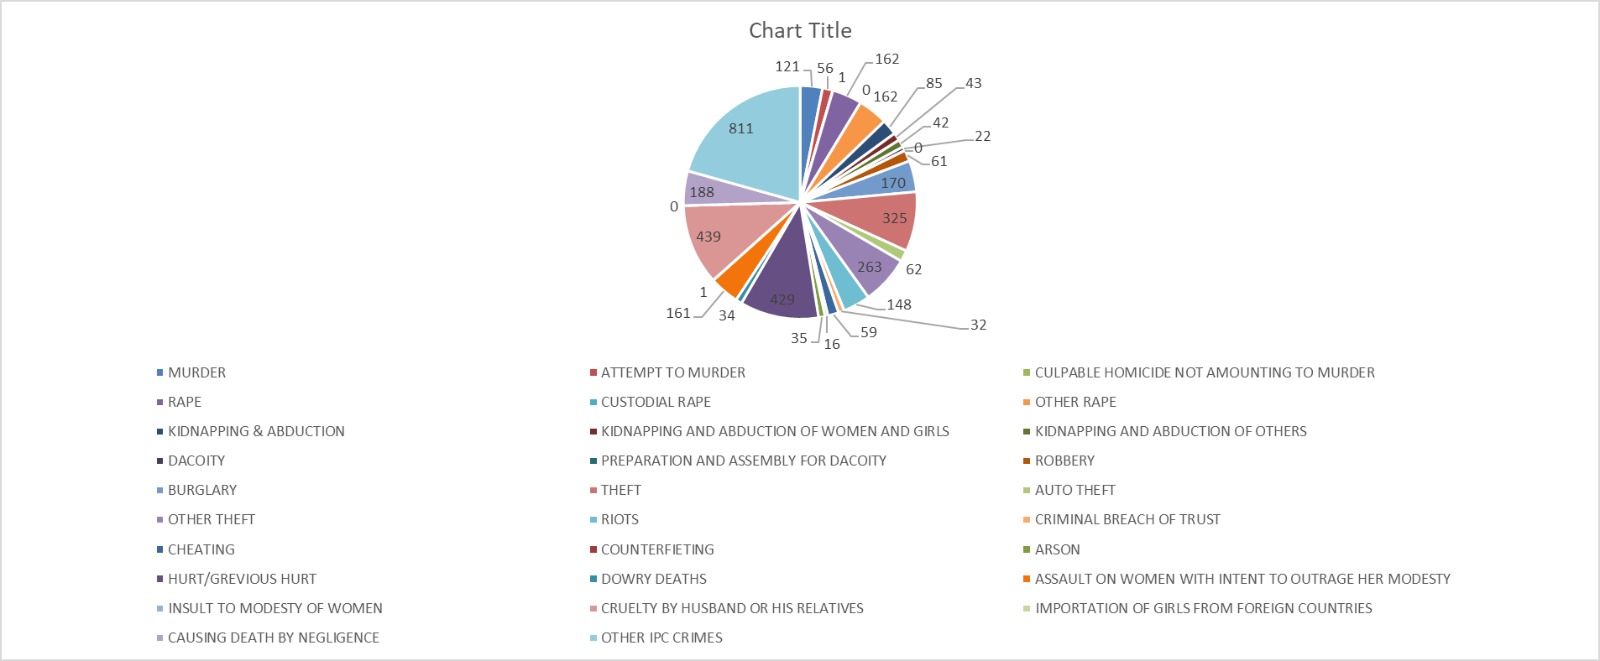 Chart Title
121
56
1
162
0
162
85
43
42
22
0
61
170
325
62
263
148
32
59
16
35
429
34
161
1
439
0
188
811
MURDER
ATTEMPT TO MURDER
CULPABLE HOMICIDE NOT AMOUNTING TO MURDER
RAPE
CUSTODIAL RAPE
OTHER RAPE
KIDNAPPING & ABDUCTION
KIDNAPPING AND ABDUCTION OF WOMEN AND GIRLS
KIDNAPPING AND ABDUCTION OF OTHERS
DACOITY
PREPARATION AND ASSEMBLY FOR DACOITY
ROBBERY
BURGLARY
THEFT
AUTO THEFT
OTHER THEFT
RIOTS
CRIMINAL BREACH OF TRUST
CHEATING
COUNTERFIETING
ARSON
HURT/GREVIOUS HURT
DOWRY DEATHS
ASSAULT ON WOMEN WITH INTENT TO OUTRAGE HER MODESTY
INSULT TO MODESTY OF WOMEN
CRUELTY BY HUSBAND OR HIS RELATIVES
IMPORTATION OF GIRLS FROM FOREIGN COUNTRIES
CAUSING DEATH BY NEGLIGENCE
OTHER IPC CRIMES